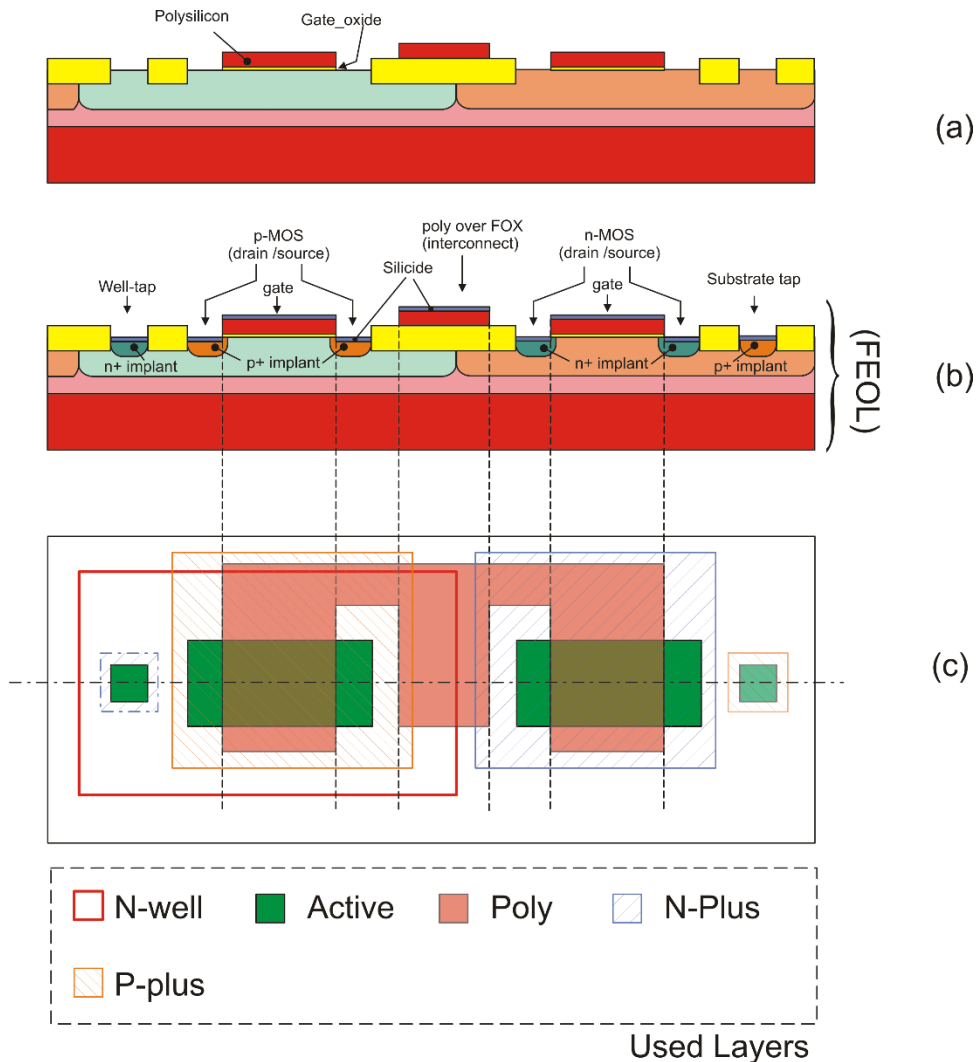 Polysilicon
Gate_oxide
(a)
p-MOS
(drain /source)
poly over FOX
(interconnect)
n-MOS
(drain /source)
Well-tap
gate
Silicide
gate
Substrate tap
n+ implant
p+ implant
n+ implant
p+ implant
(b)
(FEOL)
(c)
N-well
Active
Poly
N-Plus
P-plus
Used Layers